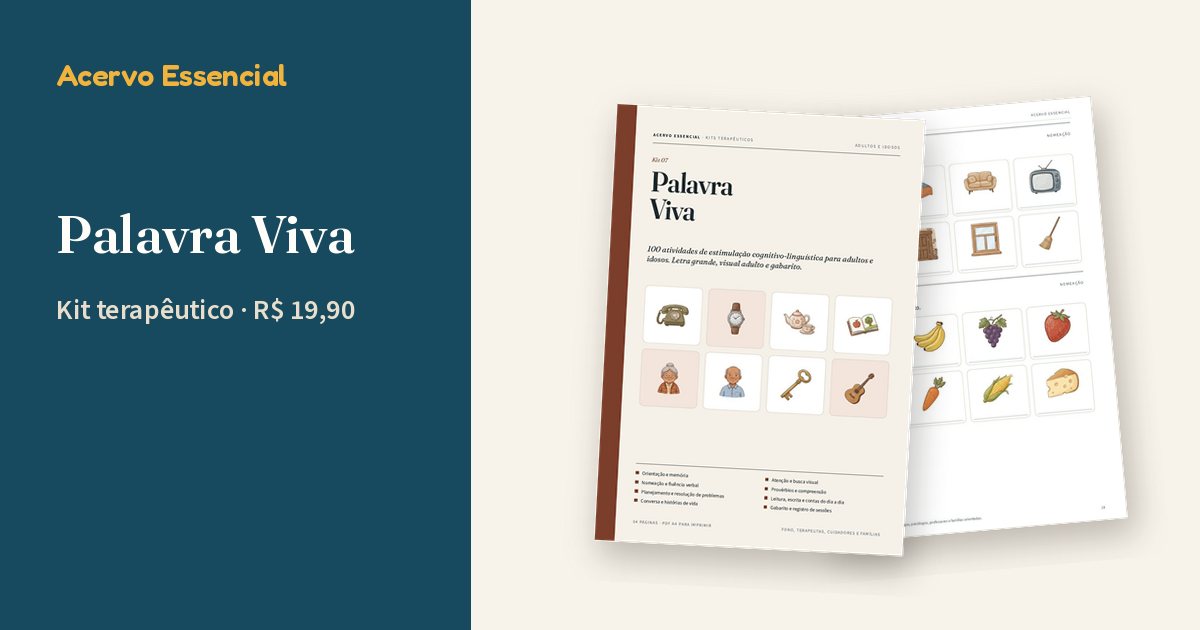 Acervo Essencial
Palavra Viva
Kit terapêutico · R$ 19,90
ACERVO ESSENCIAL · KITS TERAPÊUTICOS
ADULTOS E IDOSOS
Kit 07
Palavra
Viva
100 atividades de estimulação cognitivo-linguística para adultos e
idosos. Letra grande, visual adulto e gabarito.
Orientação e memória
Nomeação e fluência verbal
Planejamento e resolução de problemas
Conversa e histórias de vida
Atenção e busca visual
Provérbios e compreensão
Leitura, escrita e contas do dia a dia
Gabarito e registro de sessões
PÁGINAS · PDF A4 PARA IMPRIMIR
FONO, TERAPEUTAS, CUIDADORES E FAMÍLIAS
ACERVO ESSENCIAL
NOMEAÇÃO
NOMEAÇÃO